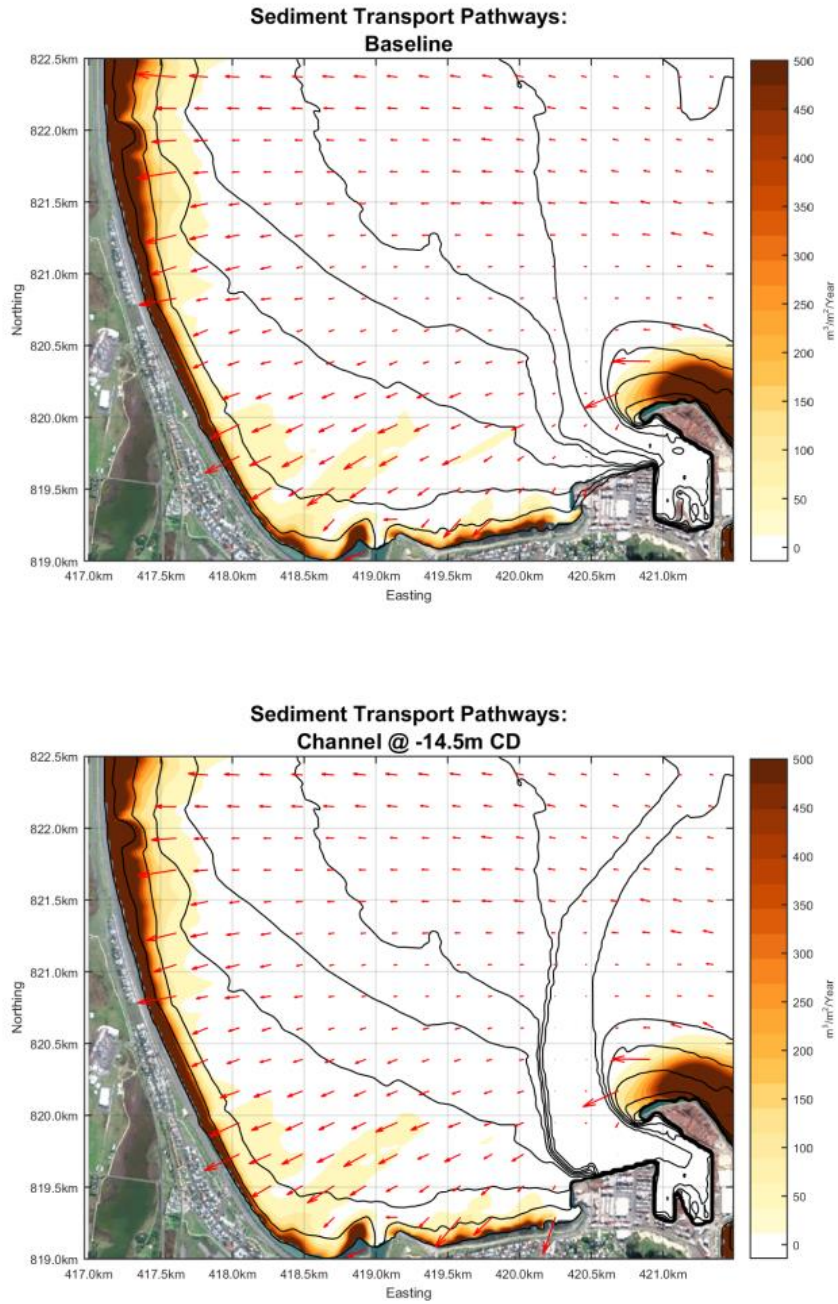 Sediment Transport Pathways:
Baseline
822.5km
822.0km
821.5km
821.0km
820.5km
820.0km
819.5km
819.0km
Northing
417.0km 417.5km 418.0km 418.5km 419.0km 419.5km 420.0km 420.5km 421.0km
Easting
500
450
400
350
300
250
200
150
100
50
0
m³/m²/Year
Sediment Transport Pathways:
Channel @ -14.5m CD
822.5km
822.0km
821.5km
821.0km
820.5km
820.0km
819.5km
819.0km
Northing
417.0km 417.5km 418.0km 418.5km 419.0km 419.5km 420.0km 420.5km 421.0km
Easting
500
450
400
350
300
250
200
150
100
50
0
m³/m²/Year